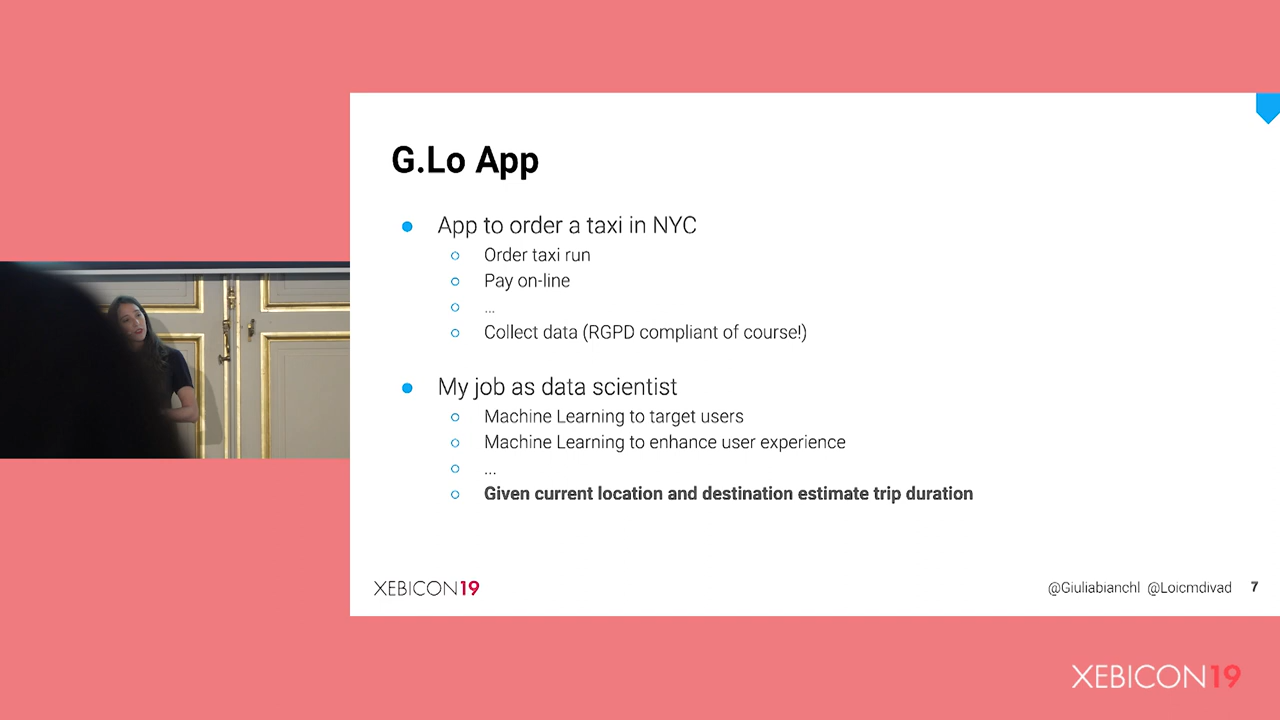 G.Lo App
App to order a taxi in NYC
Order taxi run
Pay on-line
...
Collect data (RGPD compliant of course!)
My job as data scientist
Machine Learning to target users
Machine Learning to enhance user experience
...
Given current location and destination estimate trip duration
XEBICON19
@Giuliabianchl @Loicmdivad 7
XEBICON19